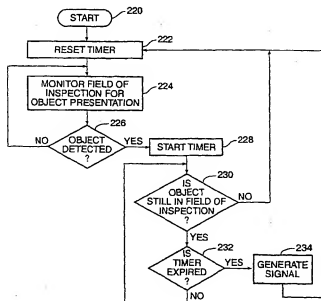 START
220
RESET TIMER
222
MONITOR FIELD OF
INSPECTION FOR
OBJECT PRESENTATION
224
226
OBJECT
DETECTED
?
NO
YES
START TIMER
228
230
IS
OBJECT
STILL IN FIELD OF
INSPECTION
?
NO
YES
232
IS
TIMER
EXPIRED
?
YES
NO
GENERATE
SIGNAL
234